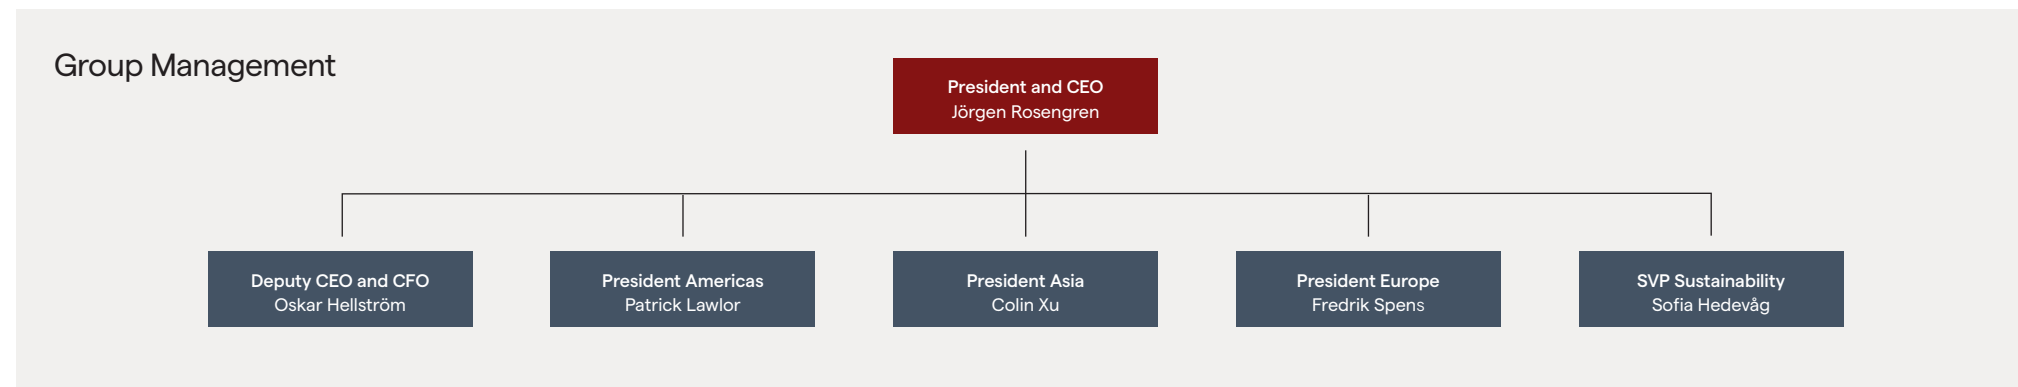 Group Management
President and CEO
Jörgen Rosengren
Deputy CEO and CFO
Oskar Hellström
President Americas
Patrick Lawlor
President Asia
Colin Xu
President Europe
Fredrik Spens
SVP Sustainability
Sofia Hedevåg